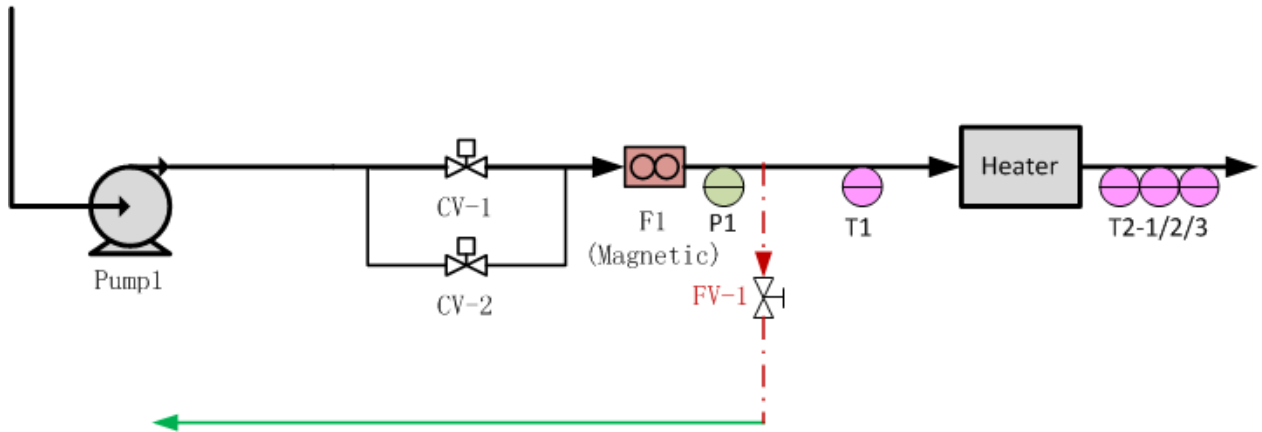 Heater
CV-1
F1
(Magnetic)
P1
T1
T2-1/2/3
Pump1
CV-2
FV-1